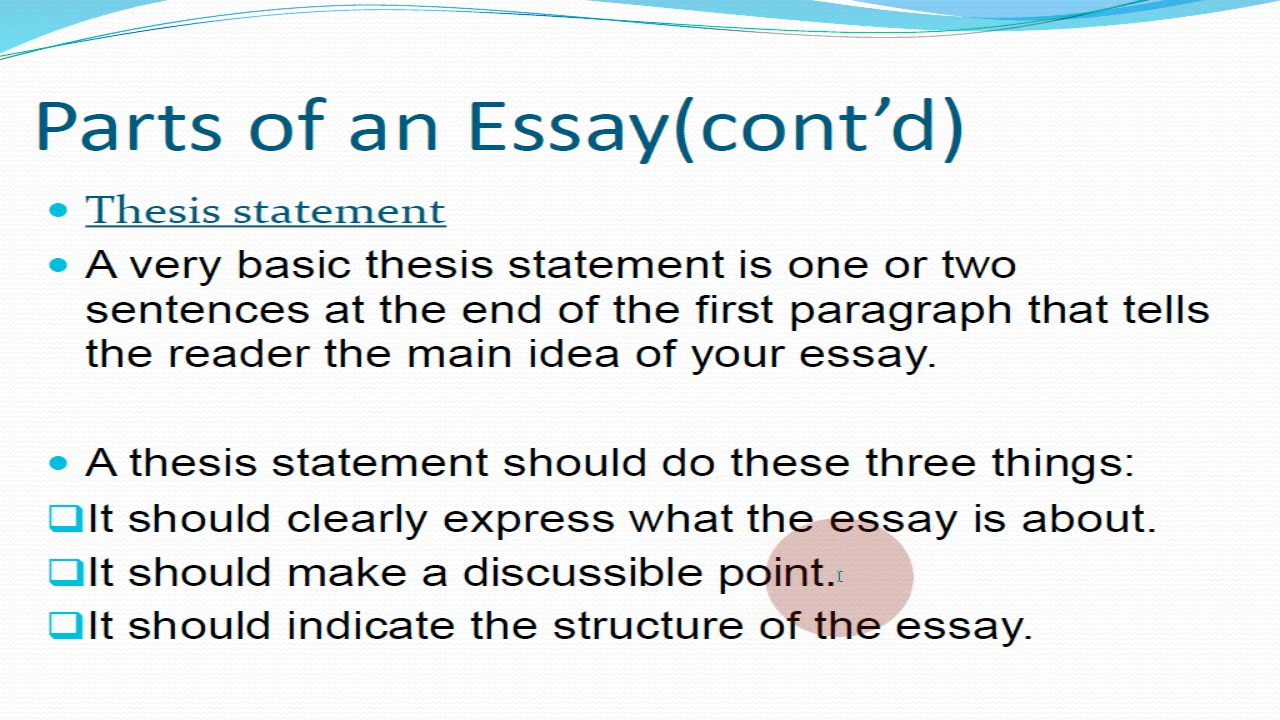 Parts of an Essay(cont’d)
Thesis statement
A very basic thesis statement is one or two
sentences at the end of the first paragraph that tells
the reader the main idea of your essay.
A thesis statement should do these three things:
It should clearly express what the essay is about.
It should make a discussible point.
It should indicate the structure of the essay.